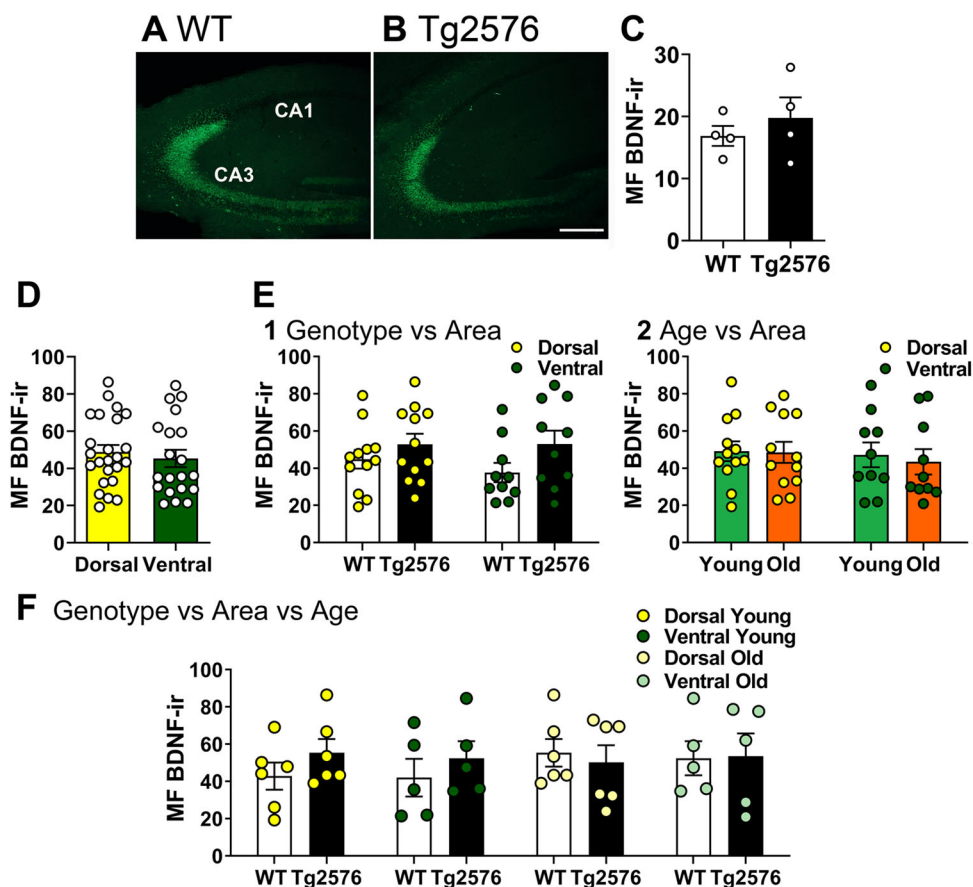 A WT
B Tg2576
CA1
CA3
C
MF BDNF-ir
30
20
10
0
WT Tg2576
D
MF BDNF-ir
100
80
60
40
20
0
Dorsal Ventral
E
1 Genotype vs Area
Dorsal
Ventral
MF BDNF-ir
100
80
60
40
20
0
WT Tg2576 WT Tg2576
2 Age vs Area
Dorsal
Ventral
MF BDNF-ir
100
80
60
40
20
0
Young Old Young Old
F Genotype vs Area vs Age
Dorsal Young
Ventral Young
Dorsal Old
Ventral Old
MF BDNF-ir
100
80
60
40
20
0
WT Tg2576 WT Tg2576 WT Tg2576 WT Tg2576